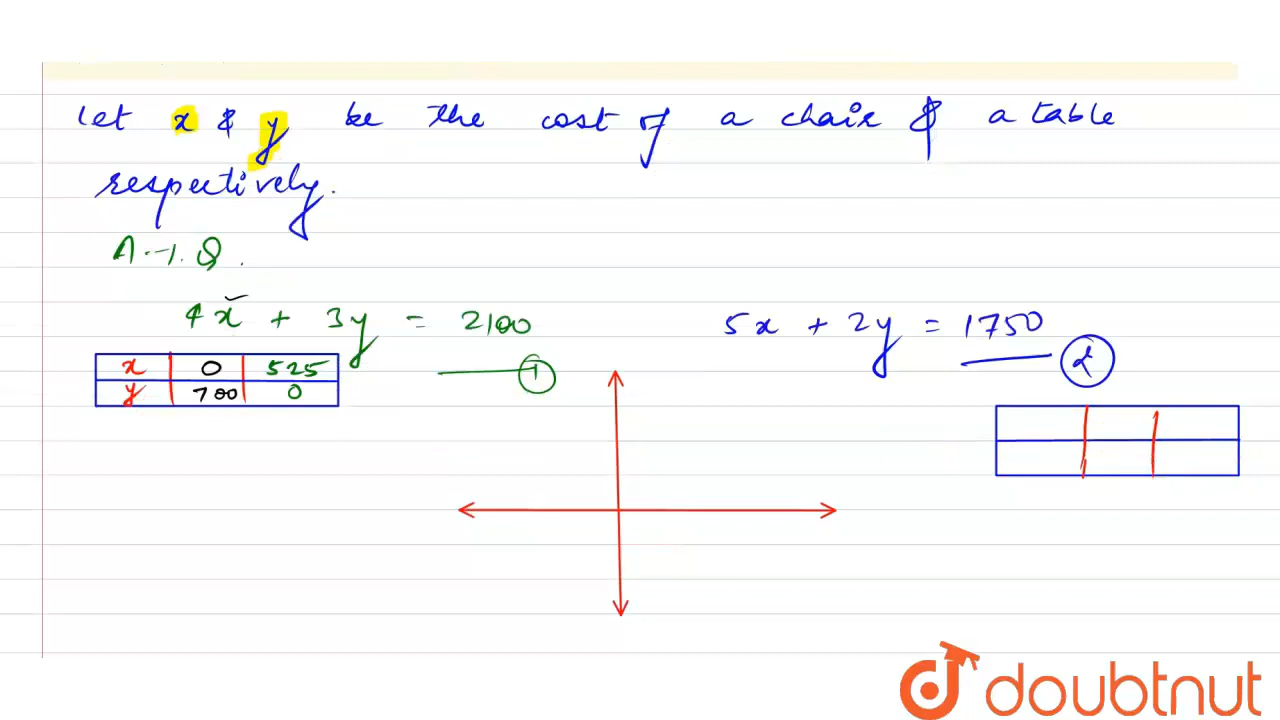 Let x & y be the cost of a chair & a table
respectively.
A.T.Q.
4x + 3y = 2100
①
5x + 2y = 1750
②
x 0 525
y 700 0
doubtnut